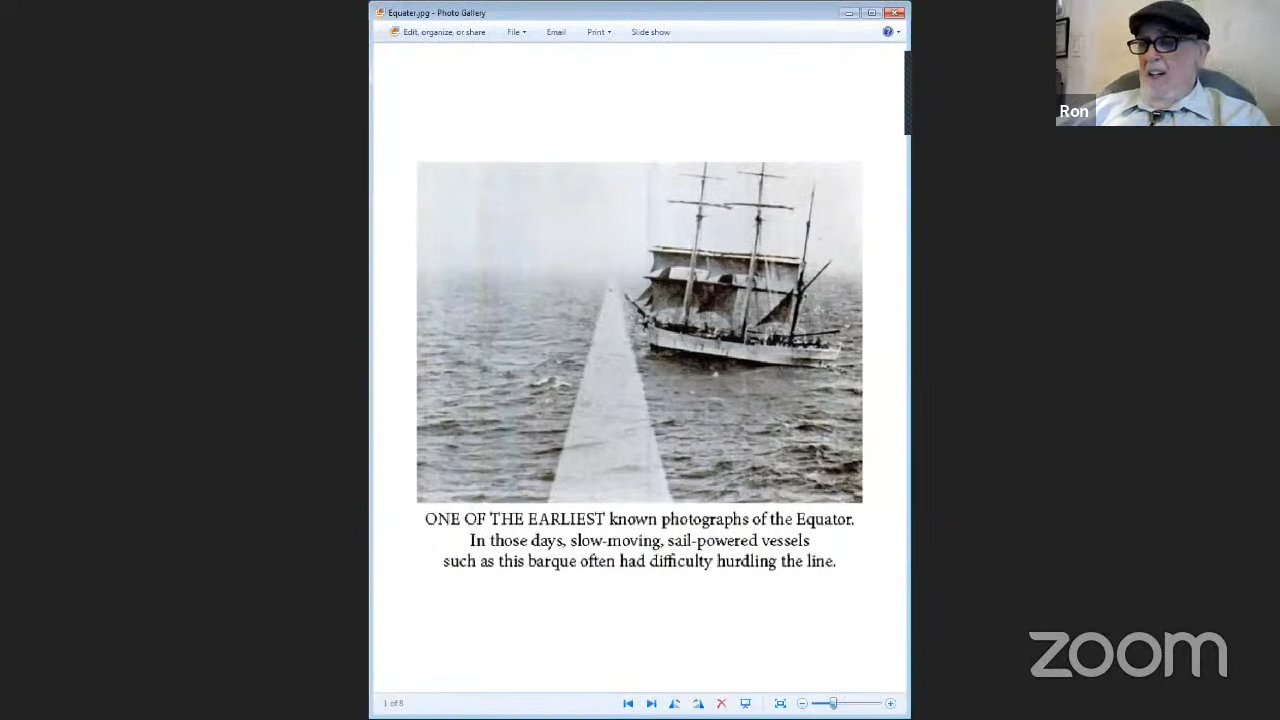 Equater.jpg - Photo Gallery
Edit, organize, or share File Email Print Slide show
Ron
ONE OF THE EARLIEST known photographs of the Equator.
In those days, slow-moving, sail-powered vessels
such as this barque often had difficulty hurdling the line.
zoom
1 of 8